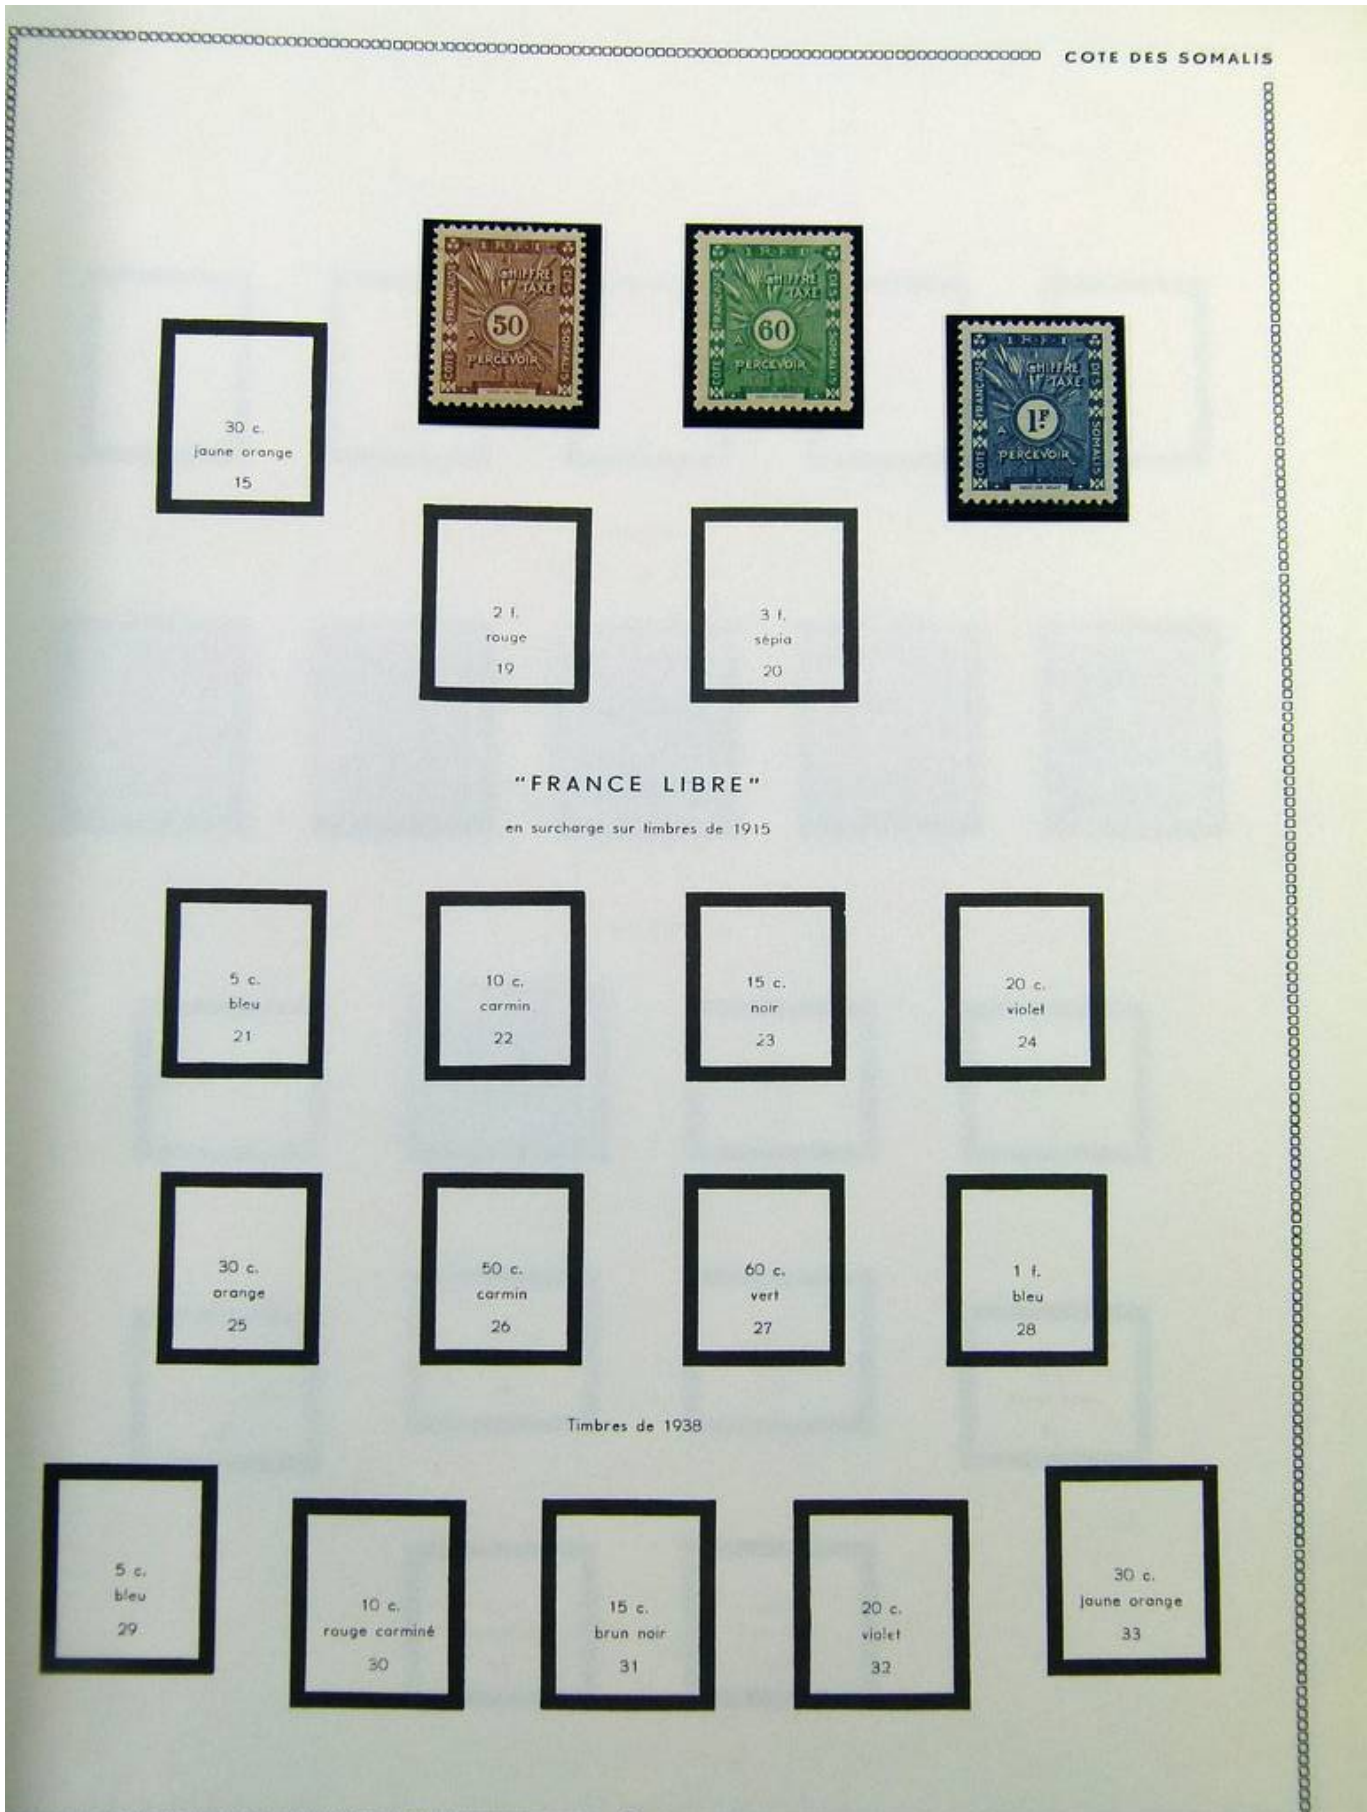 COTE DES SOMALIS
I · R · F · I
CHIFFRE
TAXE
50
A
PERCEVOIR
COTE FRANÇAISE
DES SOMALIS
CHIFFRE
TAXE
60
A
PERCEVOIR
COTE FRANÇAISE
DES SOMALIS
CHIFFRE
TAXE
1F
A
PERCEVOIR
COTE FRANÇAISE
DES SOMALIS
30 c.
jaune orange
15
2 f.
rouge
19
3 f.
sépia
20
"FRANCE LIBRE"
en surcharge sur timbres de 1915
5 c.
bleu
21
10 c.
carmin
22
15 c.
noir
23
20 c.
violet
24
30 c.
orange
25
50 c.
carmin
26
60 c.
vert
27
1 f.
bleu
28
Timbres de 1938
5 c.
bleu
29
10 c.
rouge carminé
30
15 c.
brun noir
31
20 c.
violet
32
30 c.
jaune orange
33